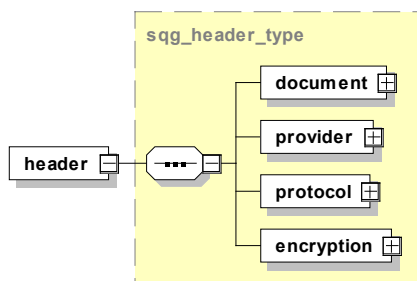 sqg_header_type
document
provider
header
protocol
encryption